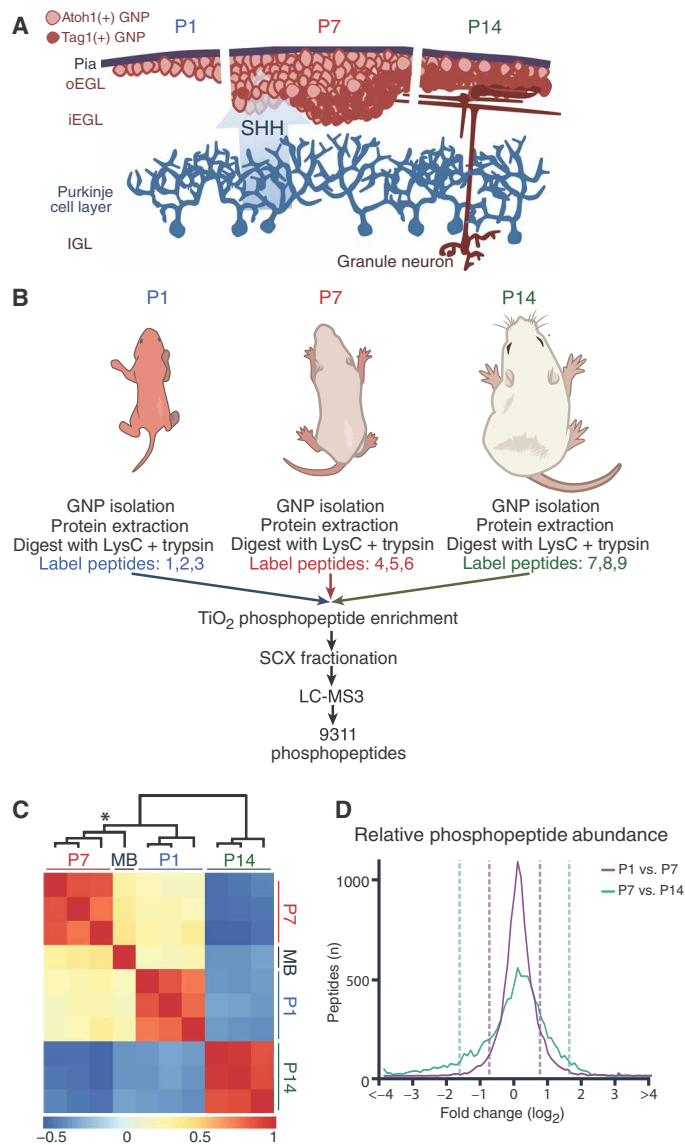 Atoh1(+) GNP
Tag1(+) GNP
A
P1
P7
P14
Pia
oEGL
iEGL
SHH
Purkinje
cell layer
IGL
Granule neuron
B
P1
P7
P14
GNP isolation
Protein extraction
Digest with LysC + trypsin
Label peptides: 1,2,3
GNP isolation
Protein extraction
Digest with LysC + trypsin
Label peptides: 4,5,6
GNP isolation
Protein extraction
Digest with LysC + trypsin
Label peptides: 7,8,9
TiO2 phosphopeptide enrichment
SCX fractionation
LC-MS3
9311
phosphopeptides
C
*
P7
MB
P1
P14
P7
MB
P1
P14
−0.5
0
0.5
1
D
Relative phosphopeptide abundance
P1 vs. P7
P7 vs. P14
1000
500
0
Peptides (n)
<−4
−3
−2
−1
0
1
2
3
>4
Fold change (log2)